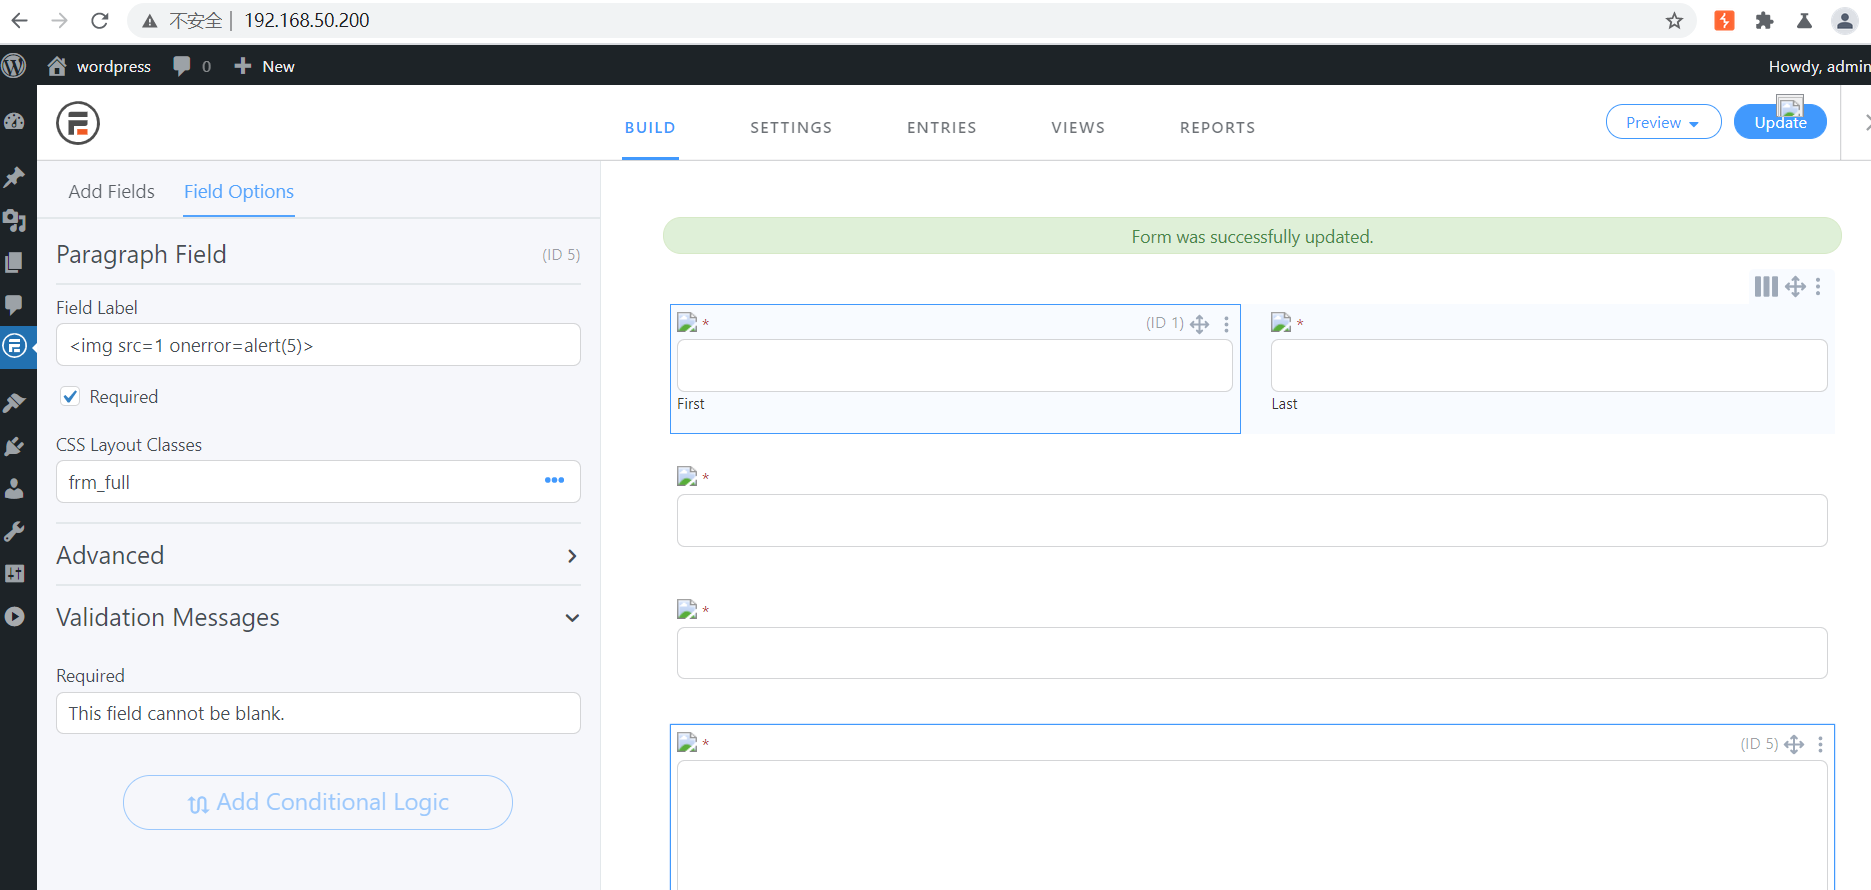 不安全 | 192.168.50.200
wordpress 0 New Howdy, admin
BUILD SETTINGS ENTRIES VIEWS REPORTS Preview Update
Add Fields Field Options
Paragraph Field (ID 5)
Field Label
<img src=1 onerror=alert(5)>
Required
CSS Layout Classes
frm_full
Advanced
Validation Messages
Required
This field cannot be blank.
Add Conditional Logic
Form was successfully updated.
* (ID 1) *
First Last
*
*
* (ID 5)